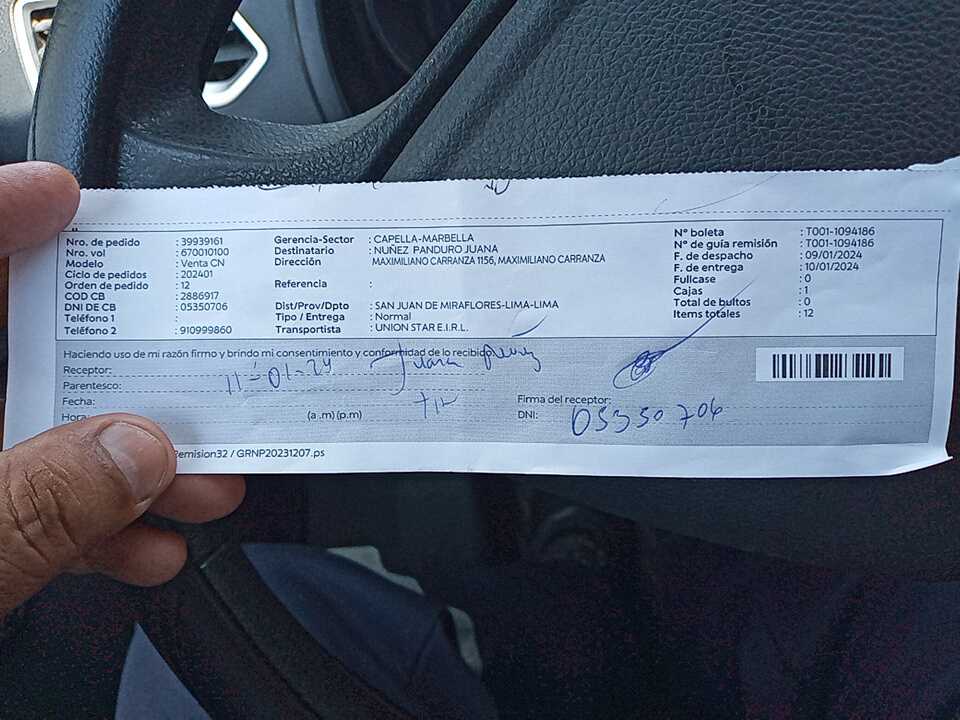 Nro. de pedido : 39939161
Nro. vol : 670010100
Modelo : Venta CN
Ciclo de pedidos : 202401
Orden de pedido : 12
COD CB : 2886917
DNI DE CB : 05350706
Teléfono 1 :
Teléfono 2 : 910999860
Gerencia-Sector : CAPELLA-MARBELLA
Destinatario : NUÑEZ PANDURO JUANA
Dirección MAXIMILIANO CARRANZA 1156, MAXIMILIANO CARRANZA
Referencia :
Dist/Prov/Dpto : SAN JUAN DE MIRAFLORES-LIMA-LIMA
Tipo / Entrega : Normal
Transportista : UNION STAR E.I.R.L.
N° boleta : T001-1094186
N° de guía remisión : T001-1094186
F. de despacho : 09/01/2024
F. de entrega : 10/01/2024
Fullcase : 0
Cajas : 1
Total de bultos : 0
Items totales : 12
Haciendo uso de mi razón firmo y brindo mi consentimiento y conformidad de lo recibido
Receptor:
11-01-24 Juana
Parentesco:
Fecha:
Hora: (a.m) (p.m)
Firma del receptor:
DNI: 05350706
Remision32 / GRNP20231207.ps